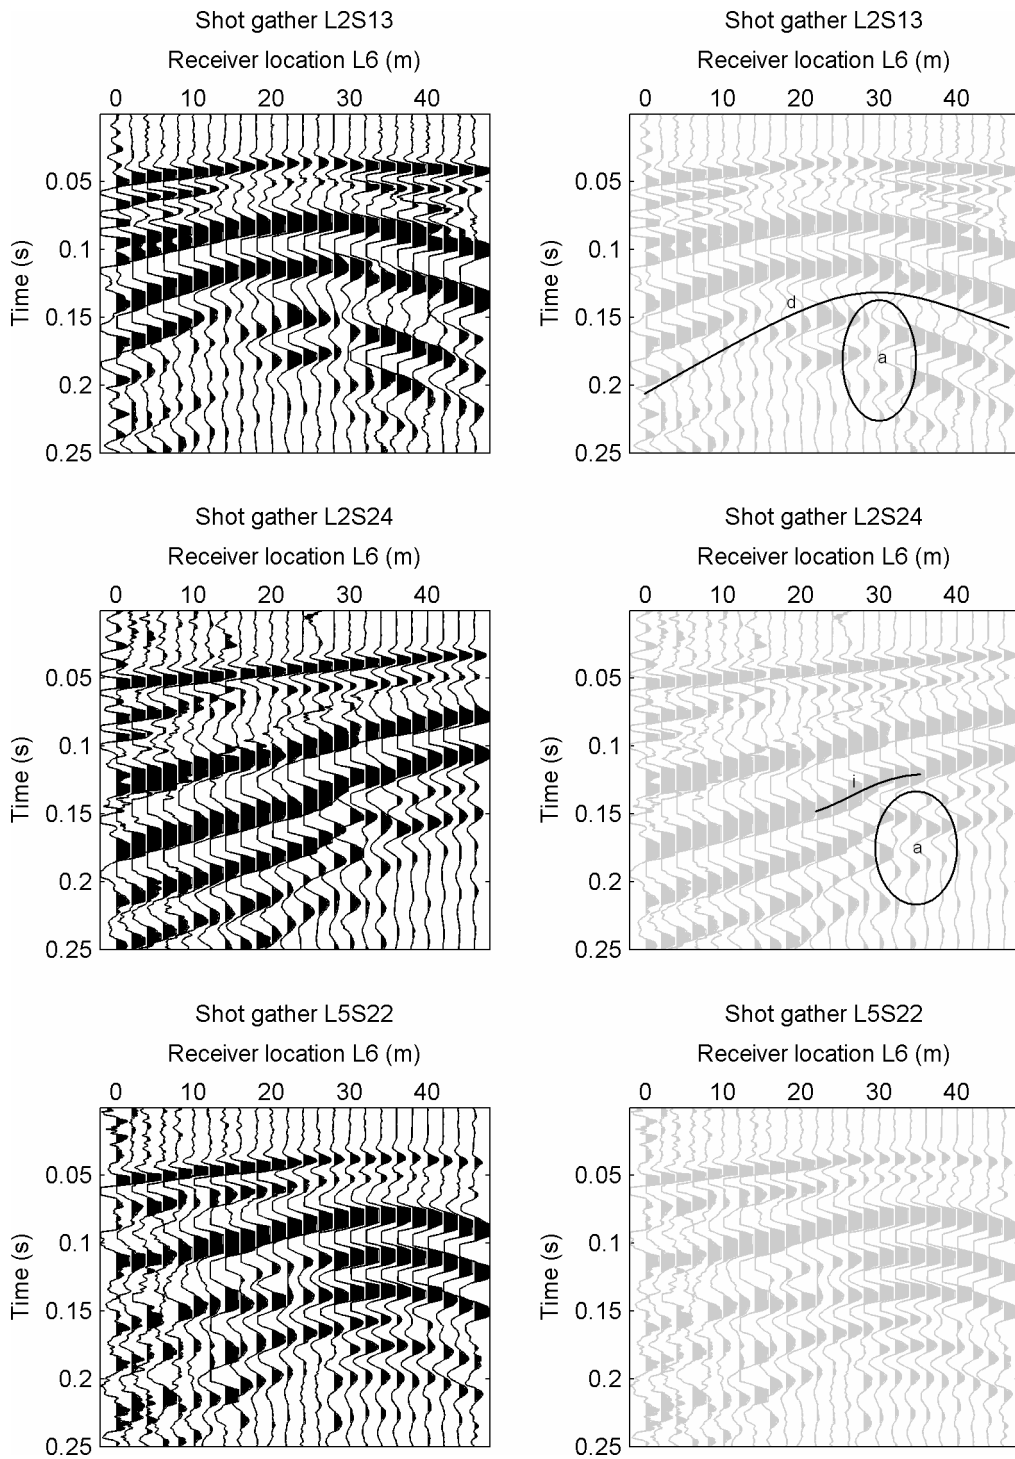 Shot gather L2S13
Receiver location L6 (m)
0 10 20 30 40
0.05
0.1
0.15
0.2
0.25
Time (s)
Shot gather L2S13
Receiver location L6 (m)
0 10 20 30 40
0.05
0.1
0.15
0.2
0.25
Time (s)
d
a
Shot gather L2S24
Receiver location L6 (m)
0 10 20 30 40
0.05
0.1
0.15
0.2
0.25
Time (s)
Shot gather L2S24
Receiver location L6 (m)
0 10 20 30 40
0.05
0.1
0.15
0.2
0.25
Time (s)
i
a
Shot gather L5S22
Receiver location L6 (m)
0 10 20 30 40
0.05
0.1
0.15
0.2
0.25
Time (s)
Shot gather L5S22
Receiver location L6 (m)
0 10 20 30 40
0.05
0.1
0.15
0.2
0.25
Time (s)